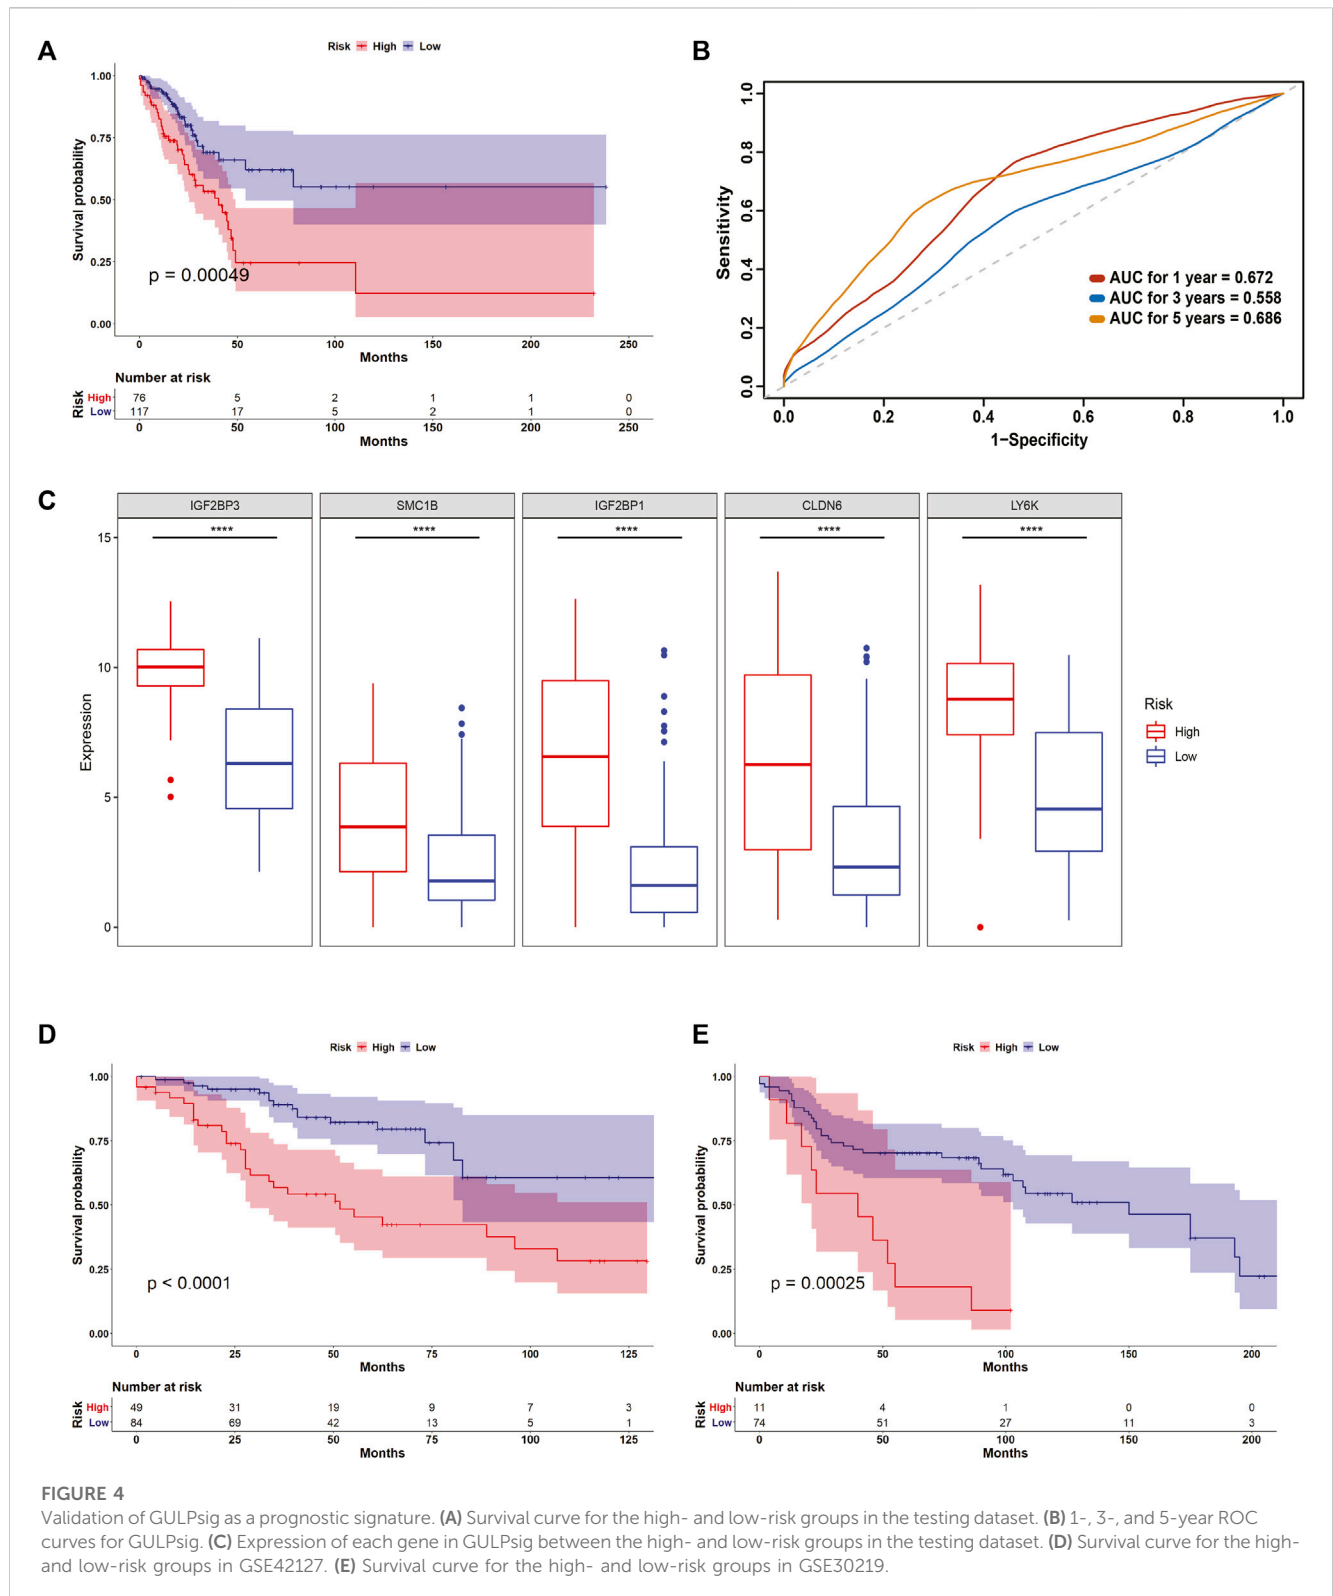 A
Risk High Low
Survival probability
1.00
0.75
0.50
0.25
0.00
p = 0.00049
0 50 100 150 200 250
Months
Number at risk
Risk
High 76 5 2 1 1 0
Low 117 17 5 2 1 0
0 50 100 150 200 250
Months
B
Sensitivity
1.0
0.8
0.6
0.4
0.2
0.0
AUC for 1 year = 0.672
AUC for 3 years = 0.558
AUC for 5 years = 0.686
0.0 0.2 0.4 0.6 0.8 1.0
1−Specificity
C
IGF2BP3 SMC1B IGF2BP1 CLDN6 LY6K
**** **** **** **** ****
Expression
15
10
5
0
Risk
High
Low
D
Risk High Low
Survival probability
1.00
0.75
0.50
0.25
0.00
p < 0.0001
0 25 50 75 100 125
Months
Number at risk
Risk
High 49 31 19 9 7 3
Low 84 69 42 13 5 1
0 25 50 75 100 125
Months
E
Risk High Low
Survival probability
1.00
0.75
0.50
0.25
0.00
p = 0.00025
0 50 100 150 200
Months
Number at risk
Risk
High 11 4 1 0 0
Low 74 51 27 11 3
0 50 100 150 200
Months
FIGURE 4
Validation of GULPsig as a prognostic signature. (A) Survival curve for the high- and low-risk groups in the testing dataset. (B) 1-, 3-, and 5-year ROC
curves for GULPsig. (C) Expression of each gene in GULPsig between the high- and low-risk groups in the testing dataset. (D) Survival curve for the high-
and low-risk groups in GSE42127. (E) Survival curve for the high- and low-risk groups in GSE30219.